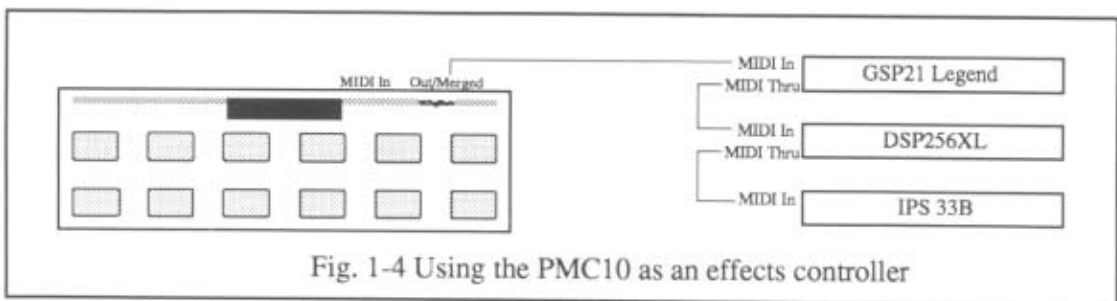 MIDI In Out/Merged
MIDI In
MIDI Thru
GSP21 Legend
MIDI In
MIDI Thru
DSP256XL
MIDI In
IPS 33B
Fig. 1-4 Using the PMC10 as an effects controller